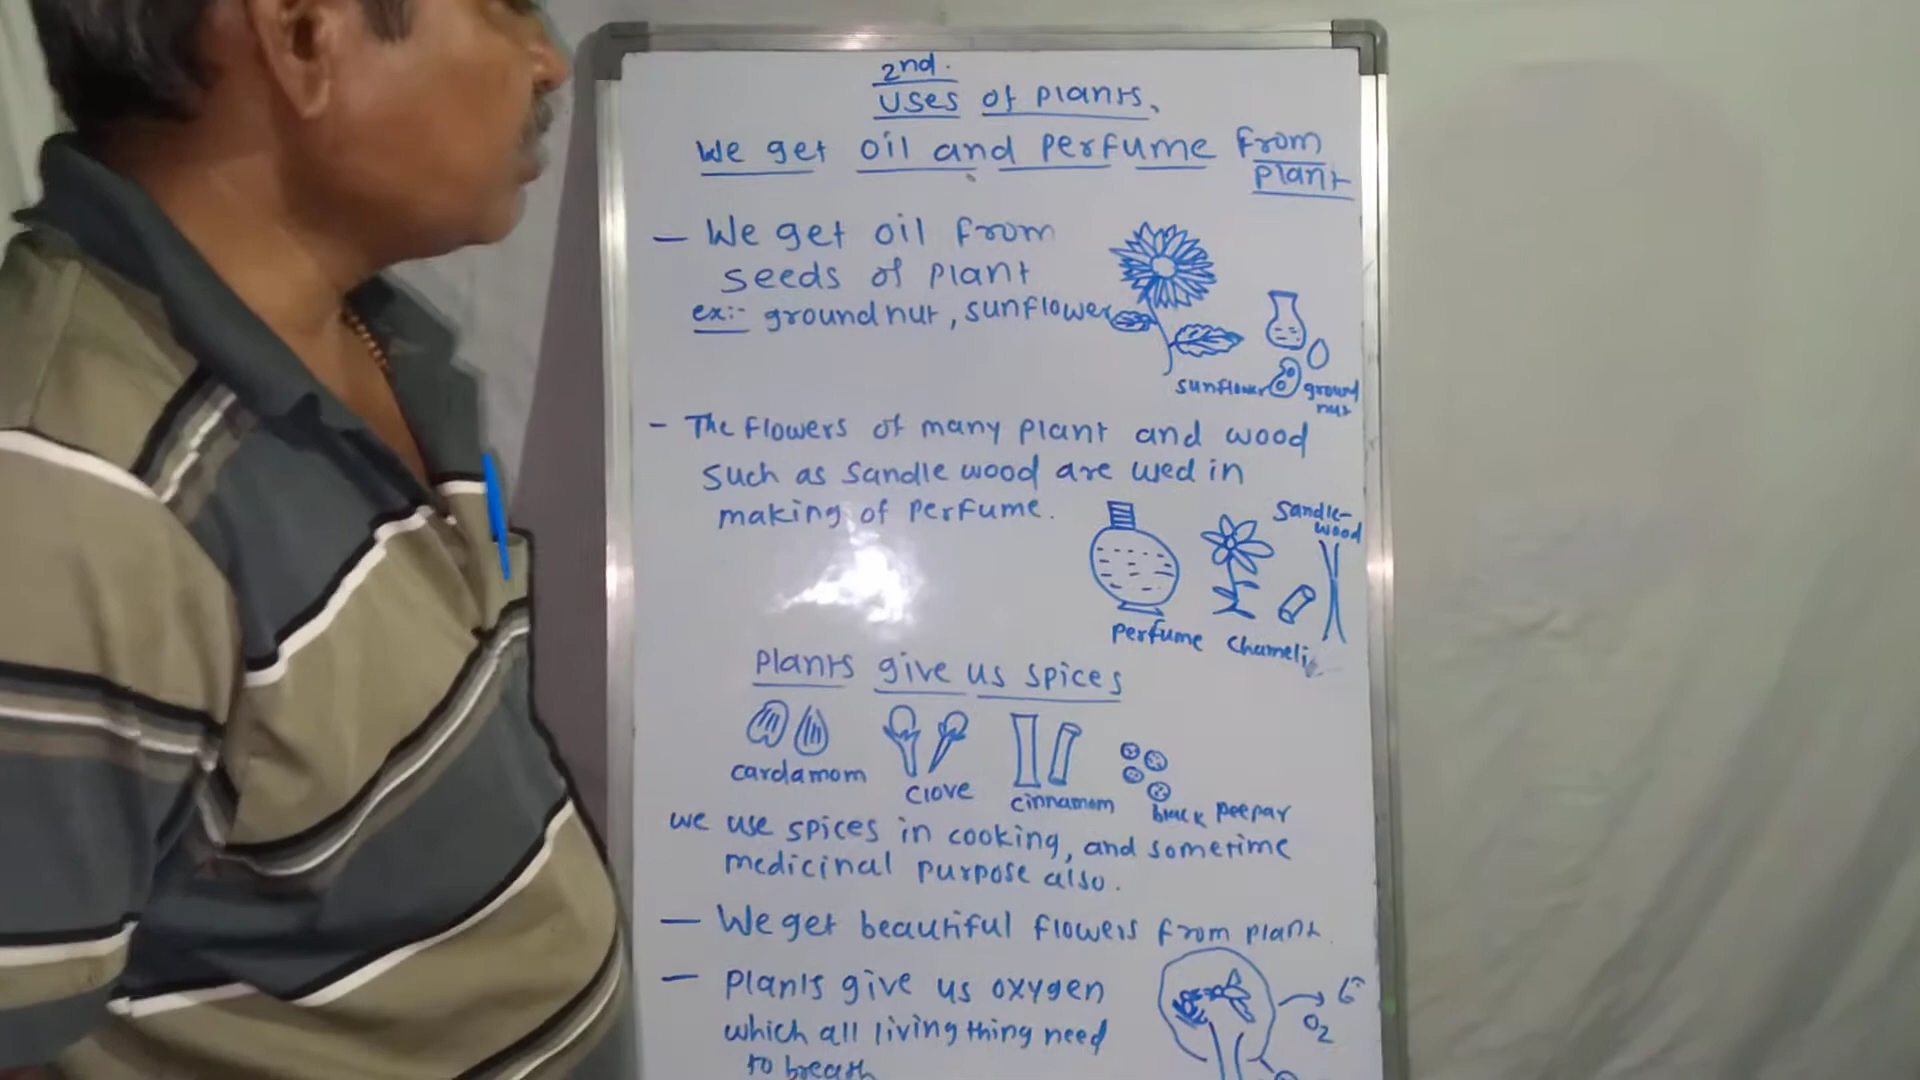 2nd.
Uses of plants.
We get oil and perfume from
plant
- We get oil from
seeds of plant
ex:- ground nut, sunflower
sunflower ground
nut
- The flowers of many plant and wood
such as Sandle wood are used in
making of perfume.
Sandle-
wood
perfume Chameli
plants give us spices
cardamom clove cinnamom black peepar
we use spices in cooking, and sometime
medicinal purpose also.
- We get beautiful flowers from plant.
- plants give us oxygen
O2
which all living thing need
to breath